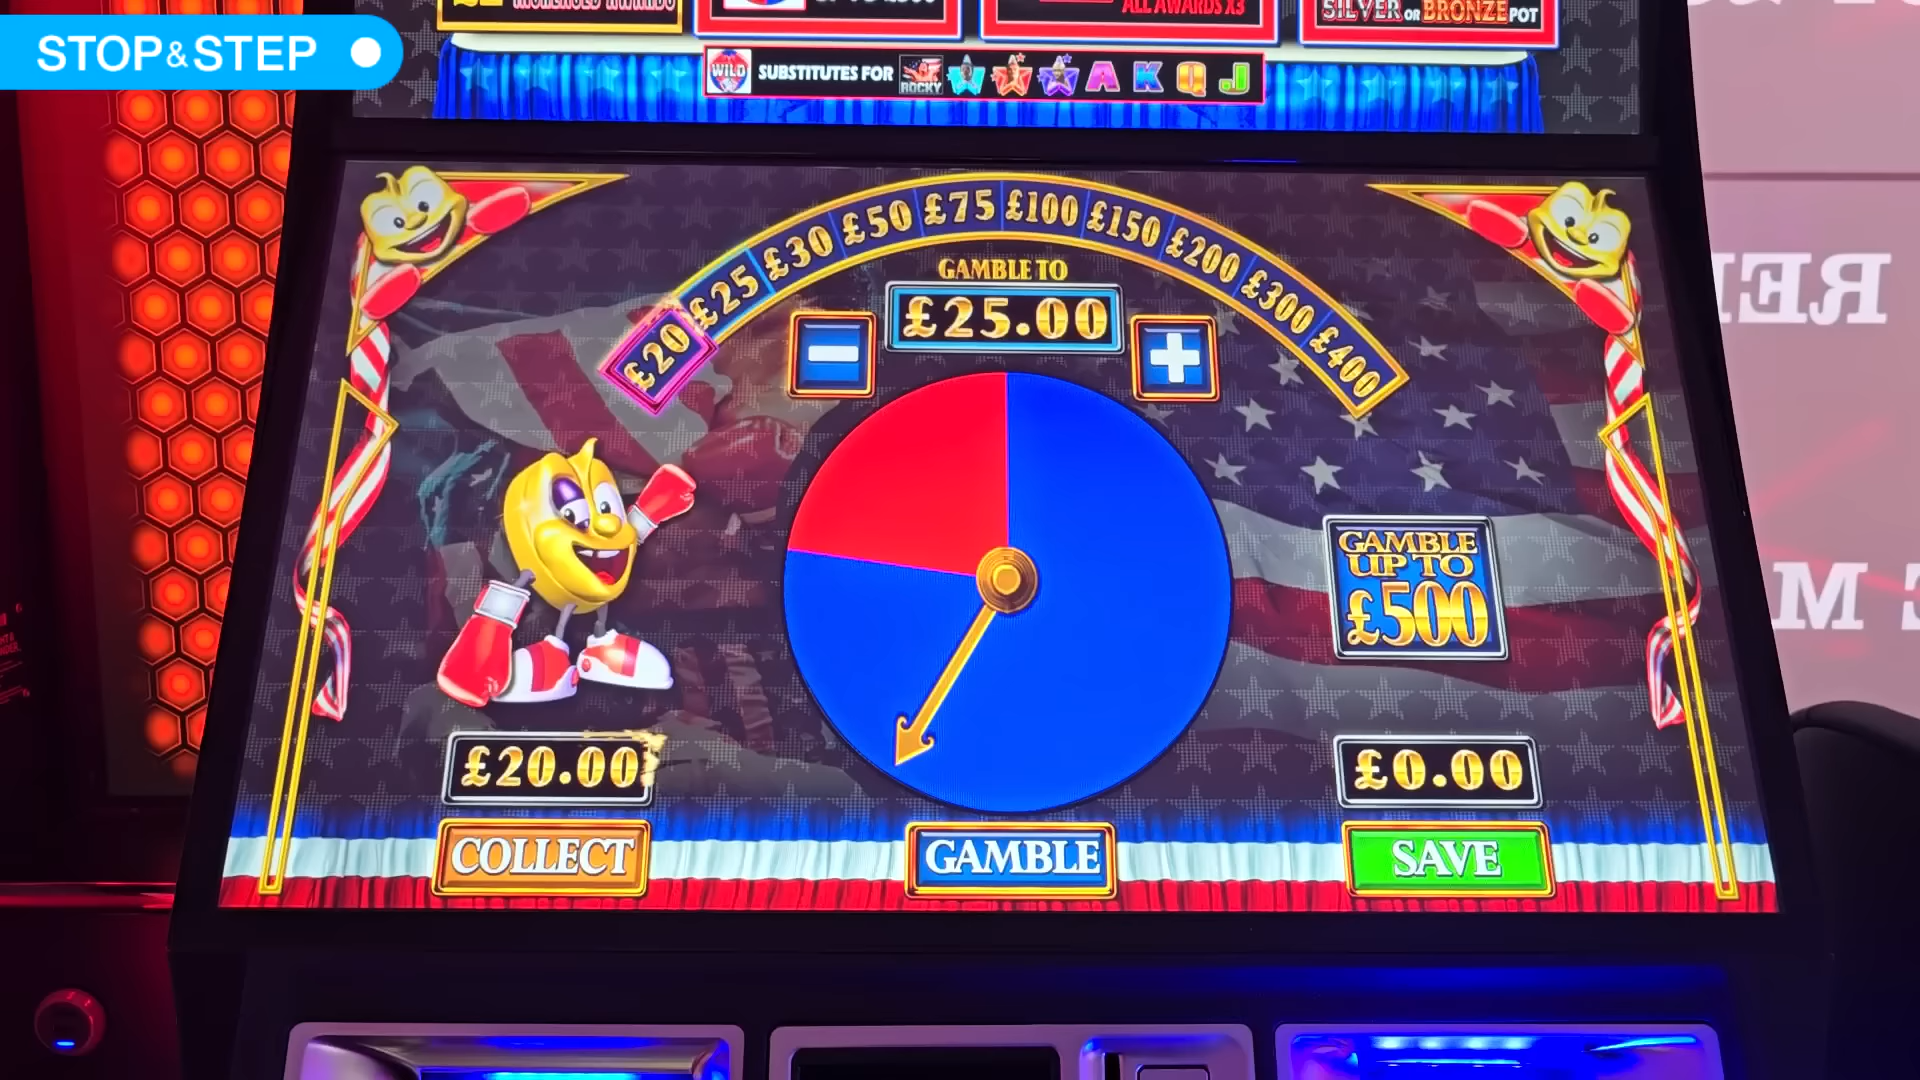 STOP&STEP
ALL AWARDS X3
SILVER OR BRONZE POT
WILD SUBSTITUTES FOR ROCKY A K Q J
£20 £25 £30 £50 £75 £100 £150 £200 £300 £400
GAMBLE TO
£25.00
GAMBLE
UP TO
£500
£20.00
£0.00
COLLECT
GAMBLE
SAVE